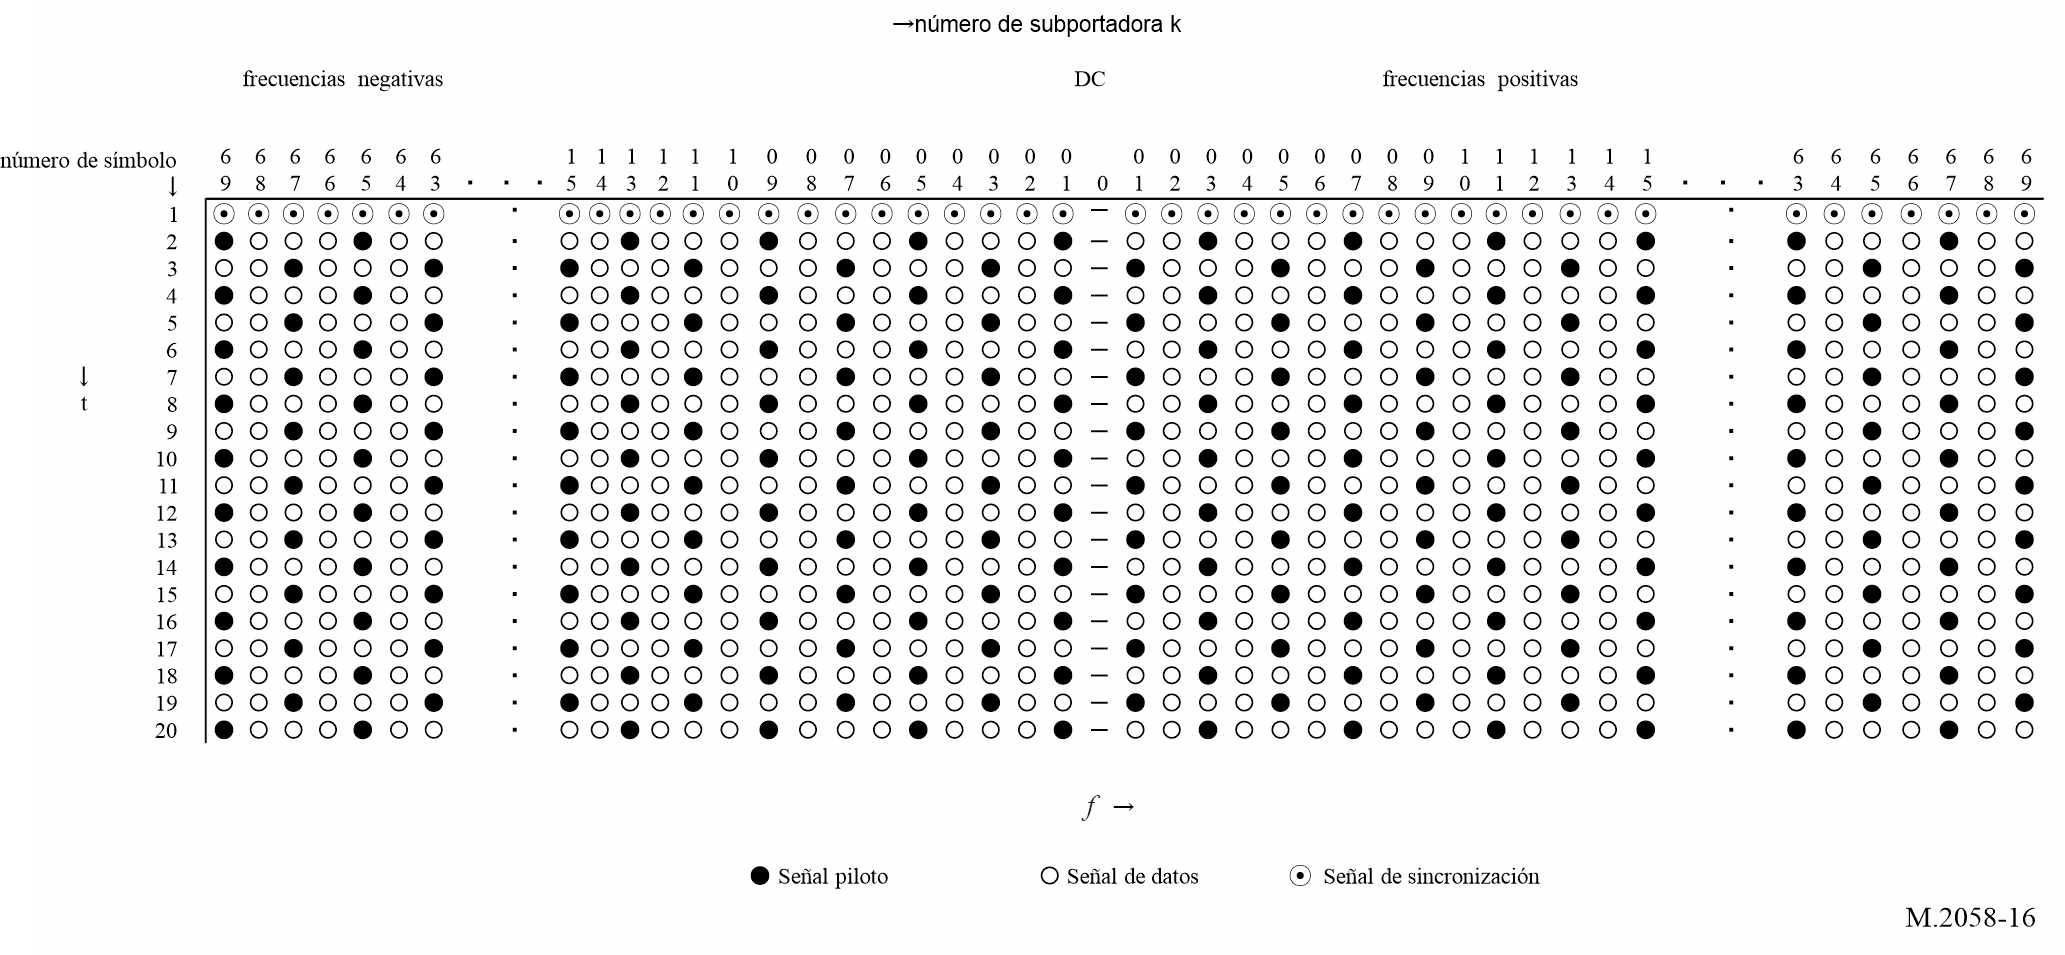 →número de subportadora k
frecuencias negativas DC frecuencias positivas
número de símbolo 6 6 6 6 6 6 6 1 1 1 1 1 1 0 0 0 0 0 0 0 0 0 0 0 0 0 0 0 0 0 0 0 1 1 1 1 1 1 6 6 6 6 6 6 6
↓ 9 8 7 6 5 4 3 · · · 5 4 3 2 1 0 9 8 7 6 5 4 3 2 1 0 1 2 3 4 5 6 7 8 9 0 1 2 3 4 5 · · · 3 4 5 6 7 8 9
1
2
3
4
5
6
↓ 7
t 8
9
10
11
12
13
14
15
16
17
18
19
20
f →
Señal piloto Señal de datos Señal de sincronización
M.2058-16